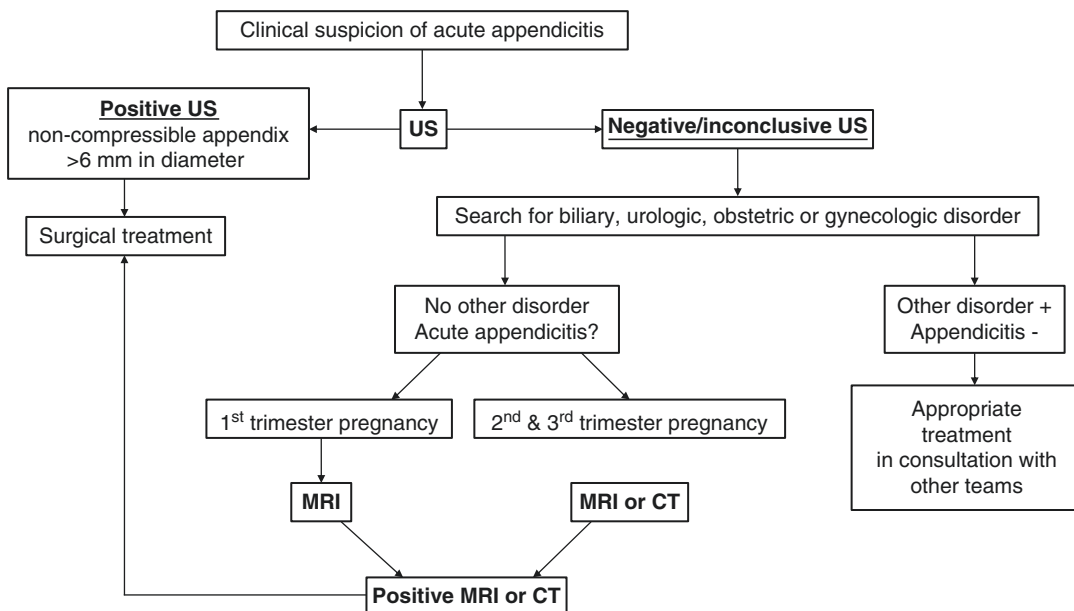 Clinical suspicion of acute appendicitis
Positive US
non-compressible appendix
>6 mm in diameter
US
Negative/inconclusive US
Search for biliary, urologic, obstetric or gynecologic disorder
Surgical treatment
No other disorder
Acute appendicitis?
Other disorder +
Appendicitis -
1st trimester pregnancy
2nd & 3rd trimester pregnancy
Appropriate
treatment
in consultation with
other teams
MRI
MRI or CT
Positive MRI or CT